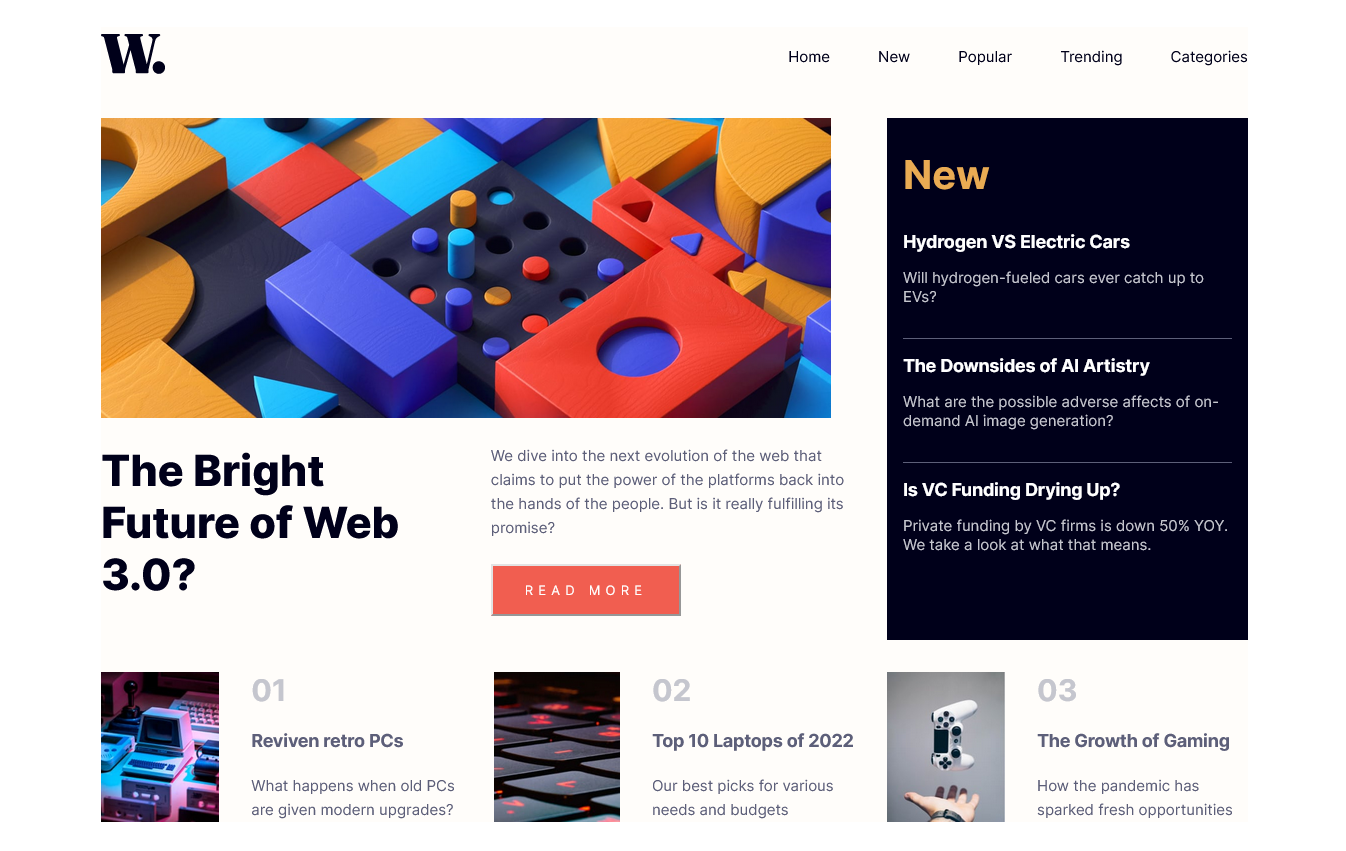 W.
Home
New
Popular
Trending
Categories
The Bright
Future of Web
3.0?
We dive into the next evolution of the web that
claims to put the power of the platforms back into
the hands of the people. But is it really fulfilling its
promise?
READ MORE
New
Hydrogen VS Electric Cars
Will hydrogen-fueled cars ever catch up to
EVs?
The Downsides of AI Artistry
What are the possible adverse affects of on-
demand AI image generation?
Is VC Funding Drying Up?
Private funding by VC firms is down 50% YOY.
We take a look at what that means.
01
Reviven retro PCs
What happens when old PCs
are given modern upgrades?
02
Top 10 Laptops of 2022
Our best picks for various
needs and budgets
03
The Growth of Gaming
How the pandemic has
sparked fresh opportunities